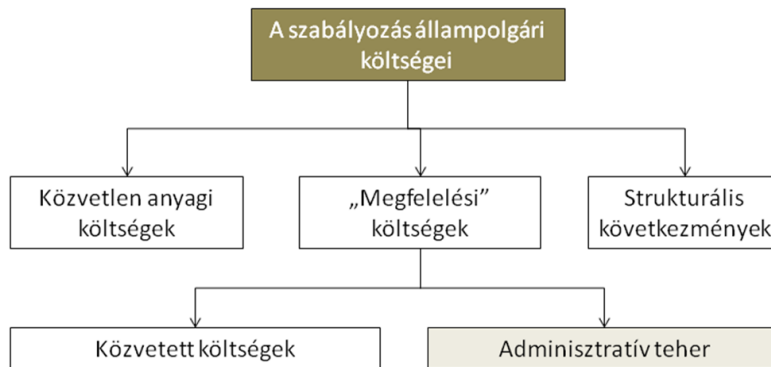 A szabályozás állampolgári
költségei
Közvetlen anyagi
költségek
„Megfelelési”
költségek
Strukturális
következmények
Közvetett költségek
Adminisztratív teher